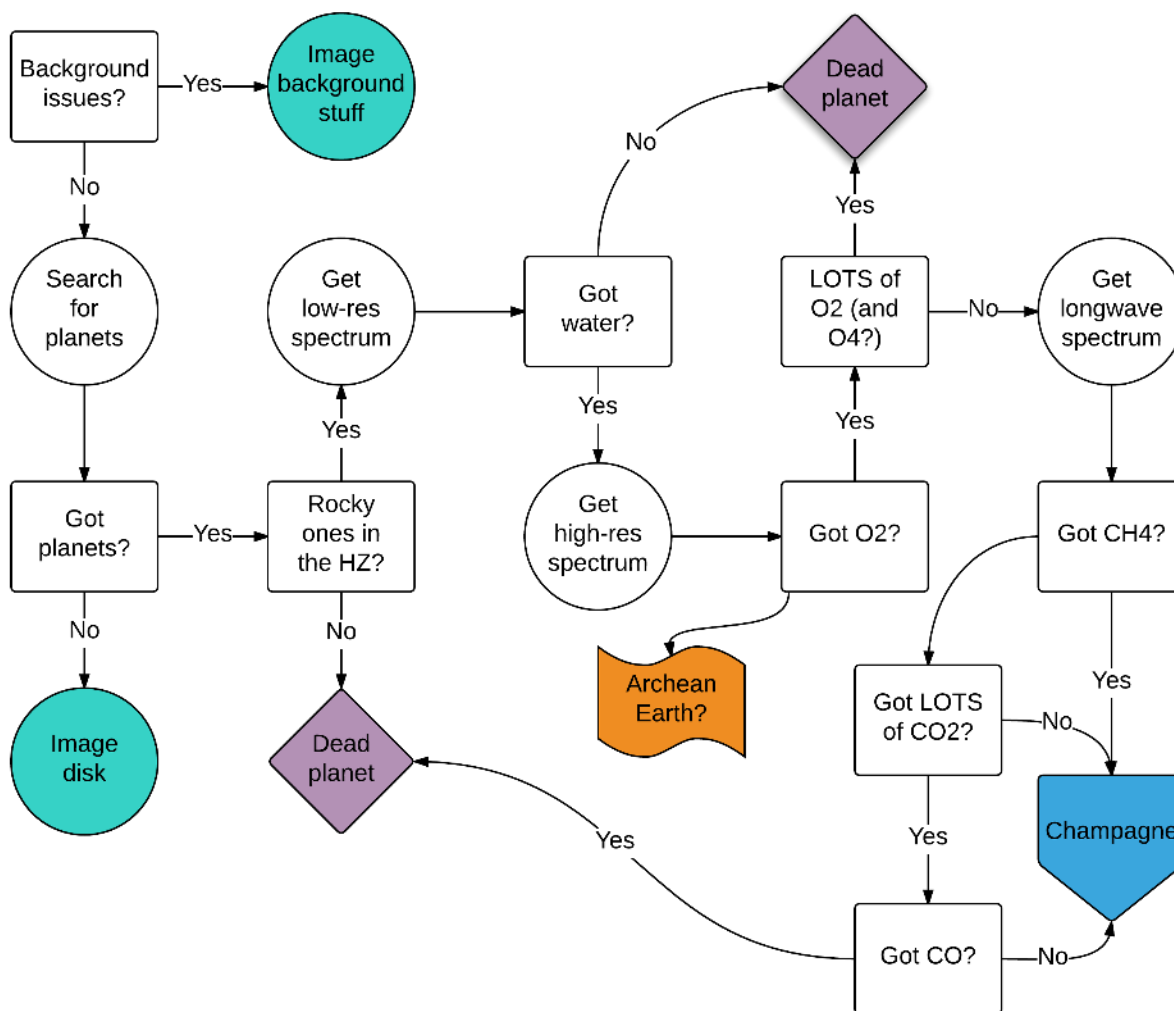 Background
issues?
Yes
Image
background
stuff
Dead
planet
No
No
Yes
Search
for
planets
Get
low-res
spectrum
Got
water?
LOTS of
O2 (and
O4?)
No
Get
longwave
spectrum
Yes
Yes
Yes
Got
planets?
Yes
Rocky
ones in
the HZ?
Get
high-res
spectrum
Got O2?
Got CH4?
No
No
Archean
Earth?
Got LOTS
of CO2?
No
Yes
Image
disk
Dead
planet
Yes
Yes
Champagne
Got CO?
No